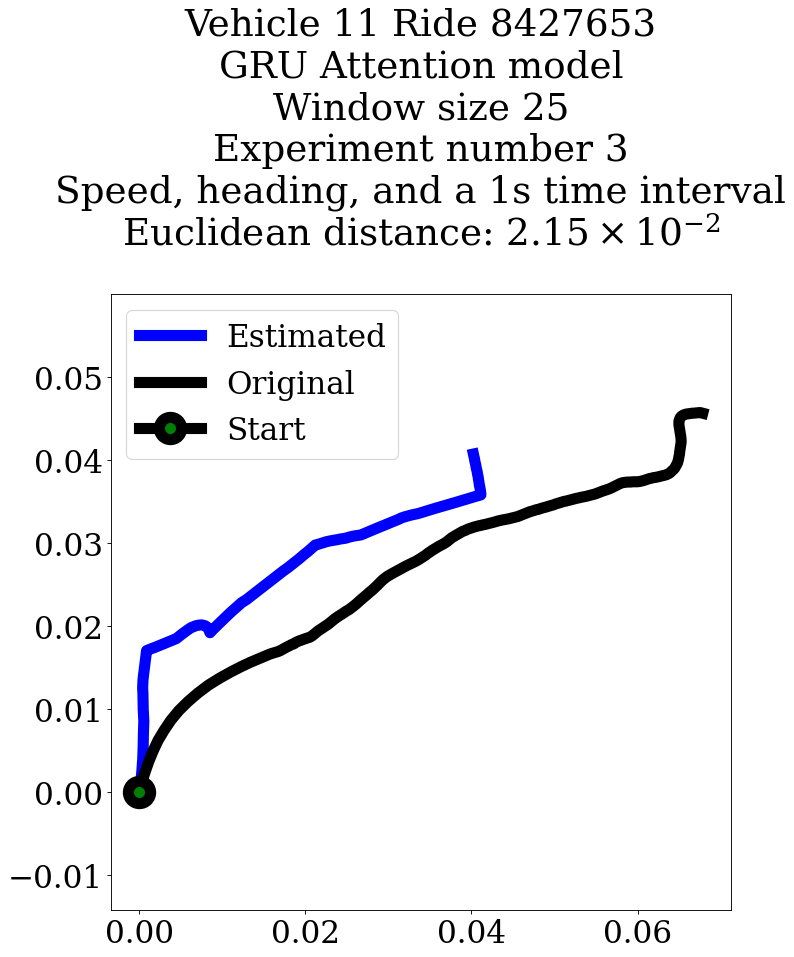 Vehicle 11 Ride 8427653
GRU Attention model
Window size 25
Experiment number 3
Speed, heading, and a 1s time interval
Euclidean distance: 2.15 × 10⁻²
Estimated
Original
Start
0.05
0.04
0.03
0.02
0.01
0.00
−0.01
0.00 0.02 0.04 0.06